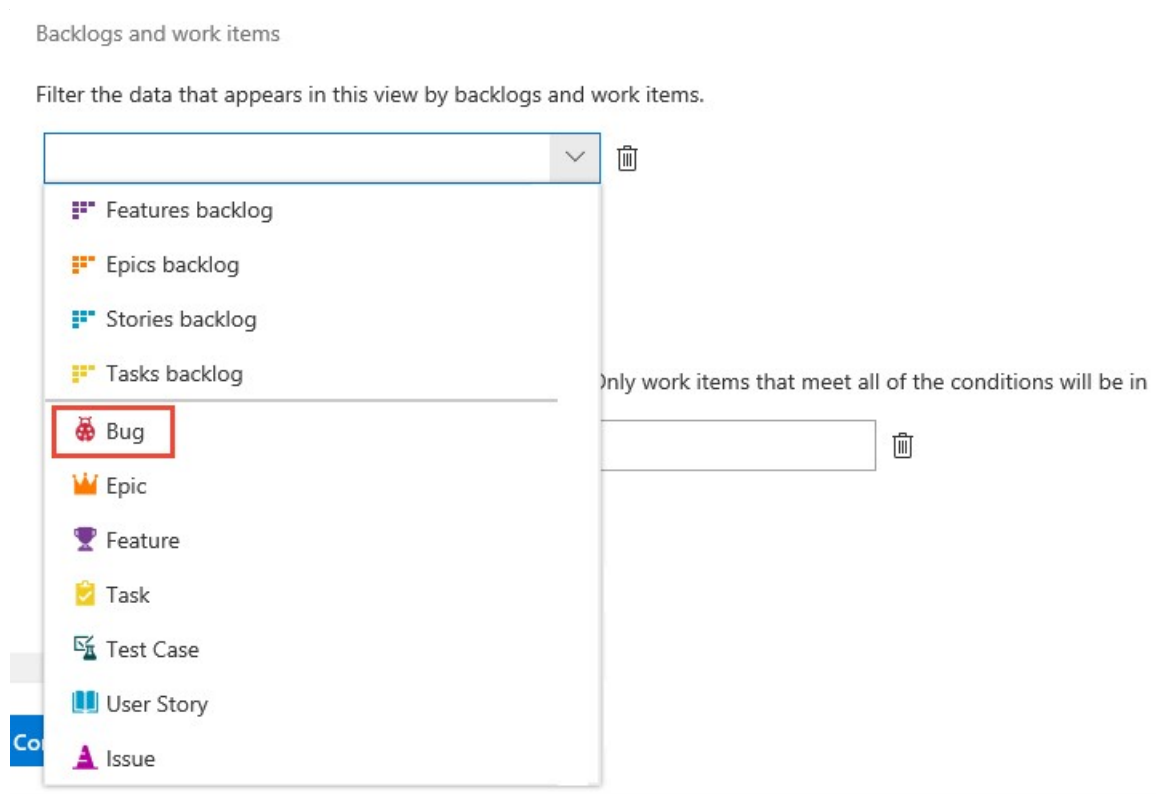 Backlogs and work items
Filter the data that appears in this view by backlogs and work items.
Features backlog
Epics backlog
Stories backlog
Tasks backlog
Only work items that meet all of the conditions will be in
Bug
Epic
Feature
Task
Test Case
User Story
Issue